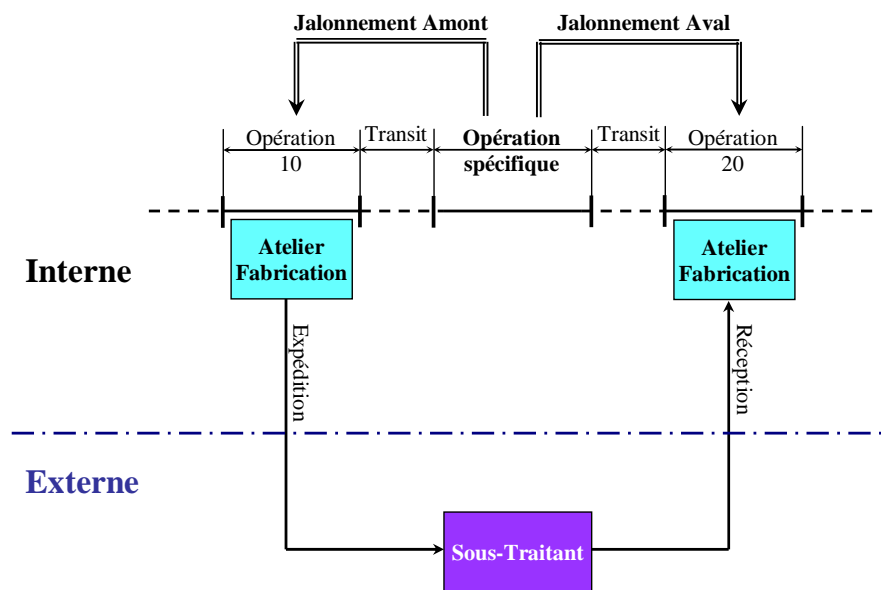 Jalonnement Amont
Jalonnement Aval
Opération
10
Transit
Opération
spécifique
Transit
Opération
20
Atelier
Fabrication
Atelier
Fabrication
Interne
Expédition
Réception
Externe
Sous-Traitant